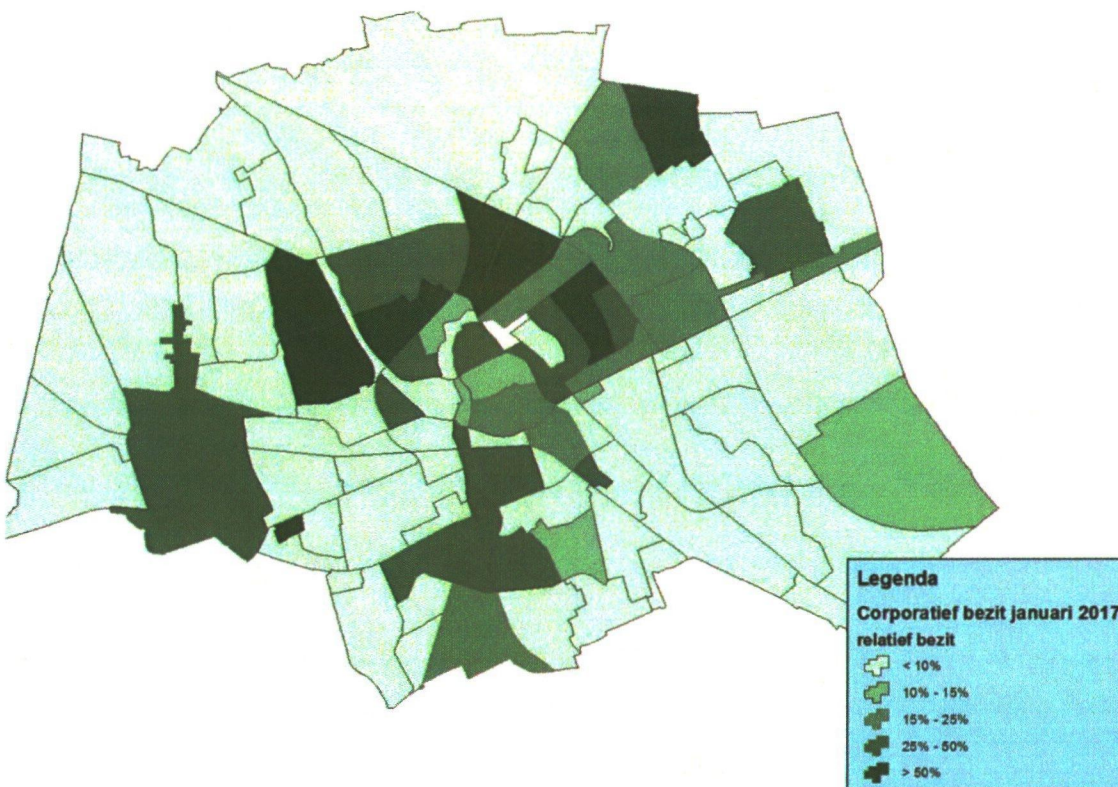 Legenda
Corporatief bezit januari 2017
relatief bezit
< 10%
10% - 15%
15% - 25%
25% - 50%
> 50%